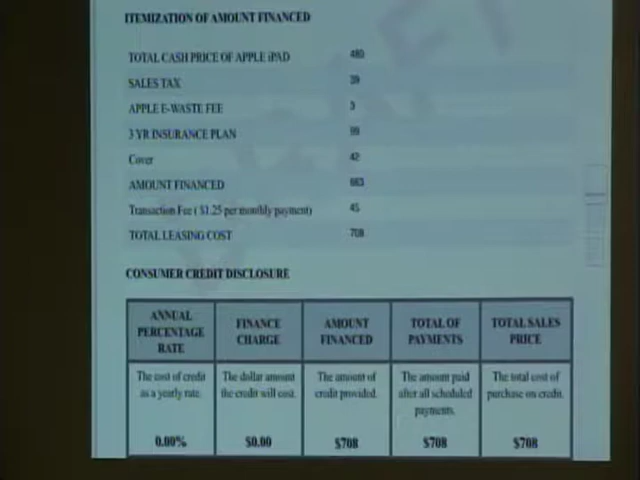 ITEMIZATION OF AMOUNT FINANCED
TOTAL CASH PRICE OF APPLE iPAD 480
SALES TAX 39
APPLE E-WASTE FEE 3
3 YR INSURANCE PLAN 99
Cover 42
AMOUNT FINANCED 663
Transaction Fee ( $1.25 per monthly payment) 45
TOTAL LEASING COST 708
CONSUMER CREDIT DISCLOSURE
ANNUAL PERCENTAGE RATE
FINANCE CHARGE
AMOUNT FINANCED
TOTAL OF PAYMENTS
TOTAL SALES PRICE
The cost of credit as a yearly rate.
The dollar amount the credit will cost.
The amount of credit provided.
The amount paid after all scheduled payments.
The total cost of purchase on credit.
0.00% $0.00 $708 $708 $708